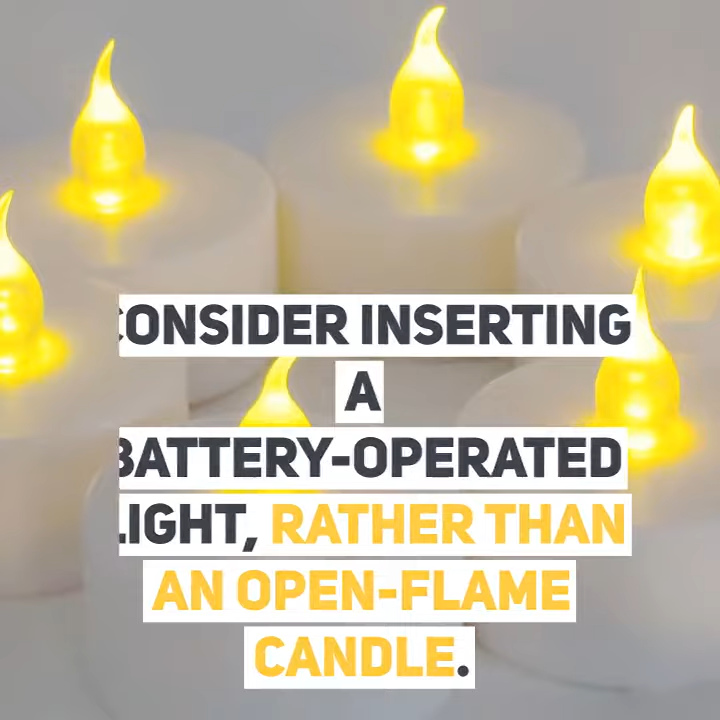 CONSIDER INSERTING
A
BATTERY-OPERATED
LIGHT, RATHER THAN
AN OPEN-FLAME
CANDLE.